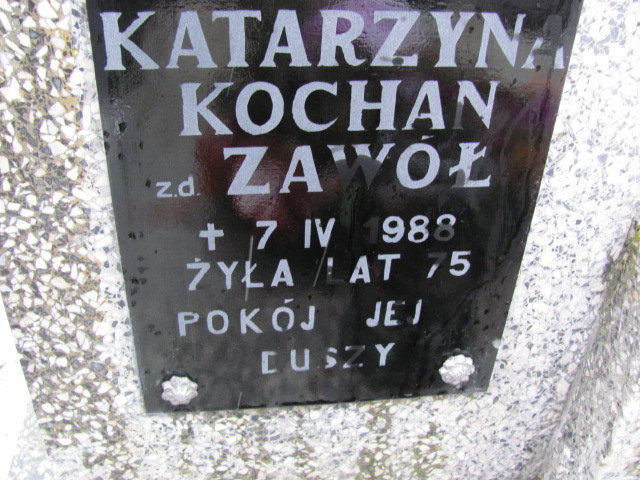 KATARZYNA
KOCHAN
z.d. ZAWÓŁ
+ 7 IV 1988
ŻYŁA LAT 75
POKÓJ JEJ
DUSZY